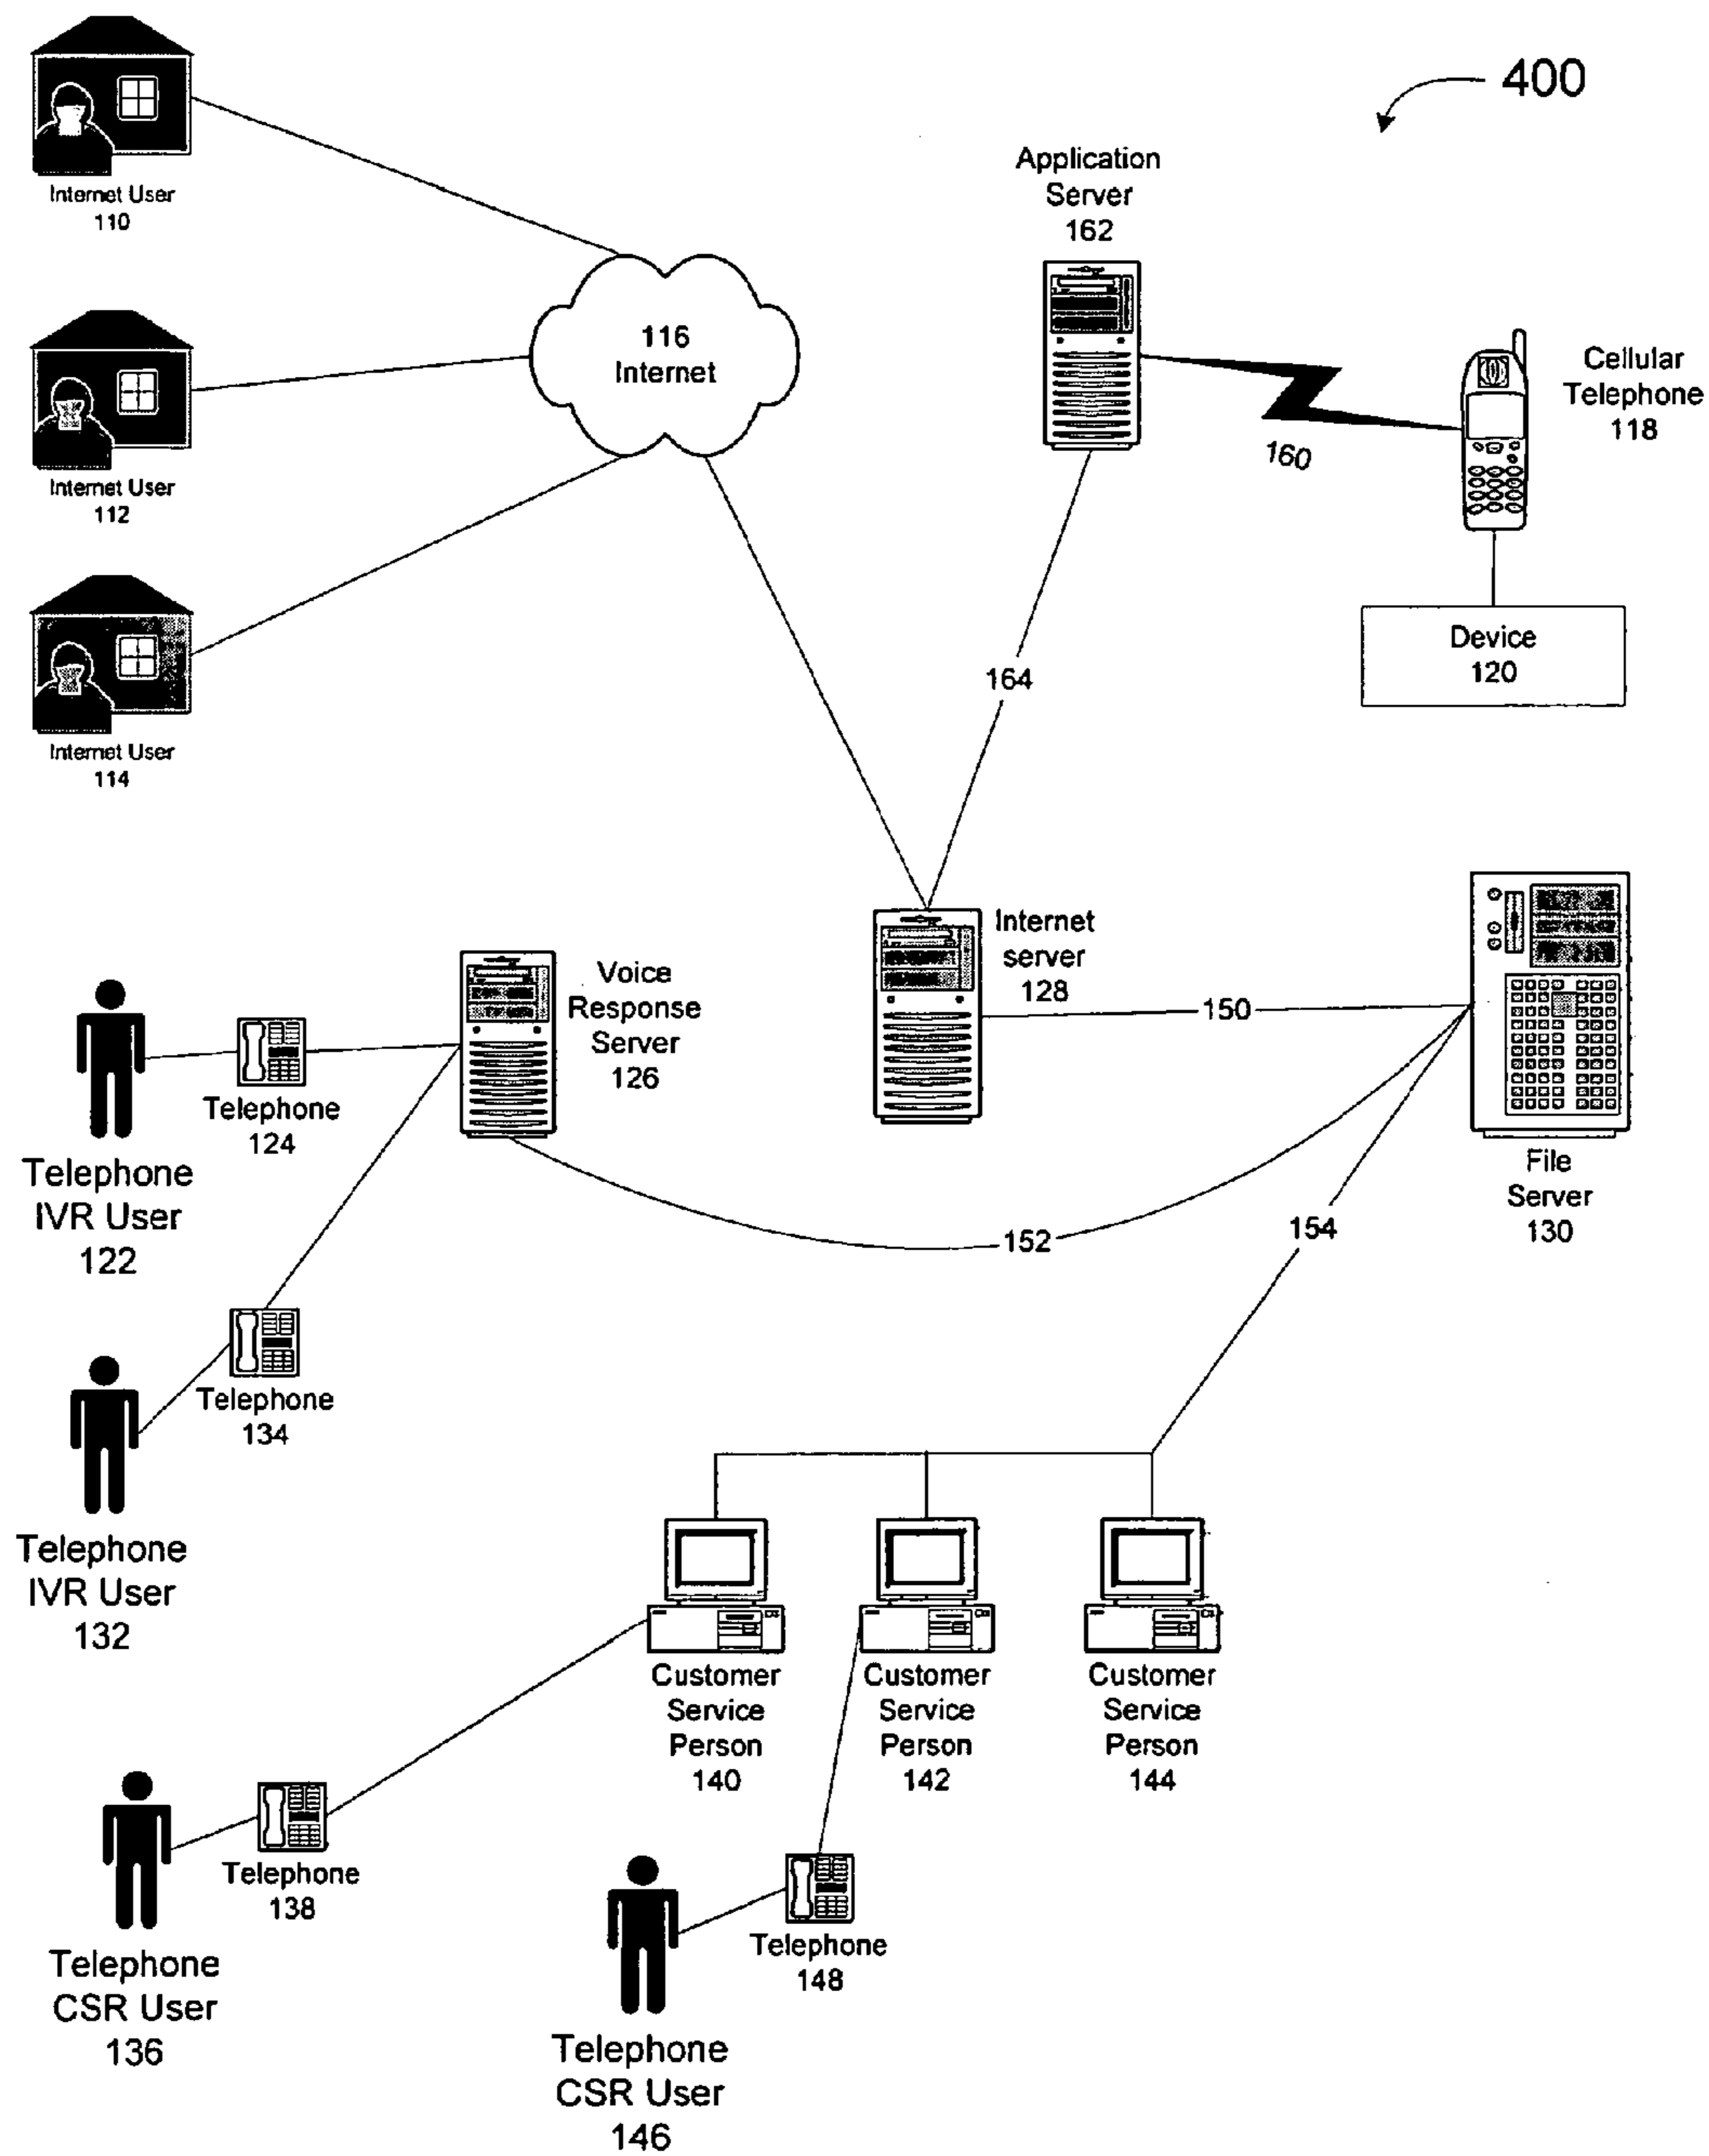 400
Internet User
110
Application
Server
162
116
Internet
Internet User
112
Cellular
Telephone
118
160
Device
120
164
Internet User
114
Internet
server
128
Voice
Response
Server
126
150
Telephone
124
Telephone
IVR User
122
File
Server
130
152
154
Telephone
134
Telephone
IVR User
132
Customer
Service
Person
140
Customer
Service
Person
142
Customer
Service
Person
144
Telephone
138
Telephone
CSR User
136
Telephone
148
Telephone
CSR User
146